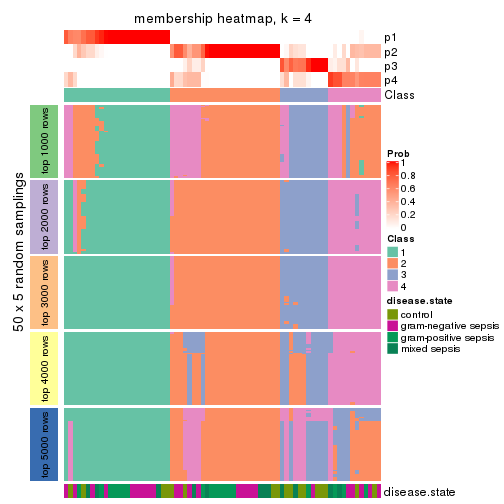 membership heatmap, k = 4
p1
p2
p3
p4
Class
50 x 5 random samplings
top 1000 rows
top 2000 rows
top 3000 rows
top 4000 rows
top 5000 rows
disease.state
Prob
1
0.8
0.6
0.4
0.2
0
Class
1
2
3
4
disease.state
control
gram-negative sepsis
gram-positive sepsis
mixed sepsis